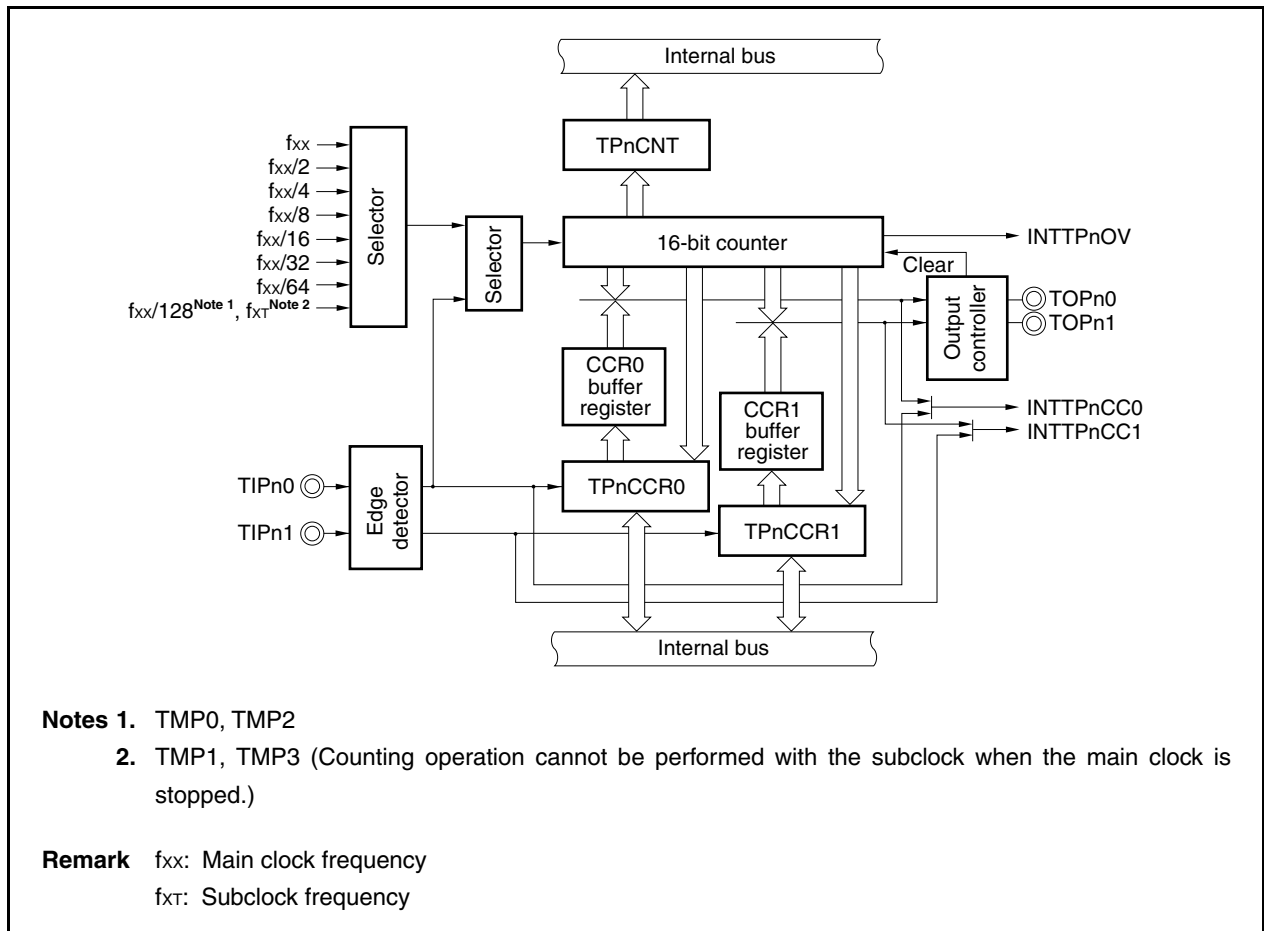 Internal bus
TPnCNT
fxx
fxx/2
fxx/4
fxx/8
fxx/16
fxx/32
fxx/64
fxx/128Note 1, fxTNote 2
Selector
Selector
16-bit counter
INTTPnOV
Clear
TOPn0
TOPn1
Output
controller
CCR0
buffer
register
CCR1
buffer
register
INTTPnCC0
INTTPnCC1
TIPn0
TIPn1
Edge
detector
TPnCCR0
TPnCCR1
Internal bus
Notes 1. TMP0, TMP2
2. TMP1, TMP3 (Counting operation cannot be performed with the subclock when the main clock is
stopped.)
Remark fxx: Main clock frequency
fxT: Subclock frequency